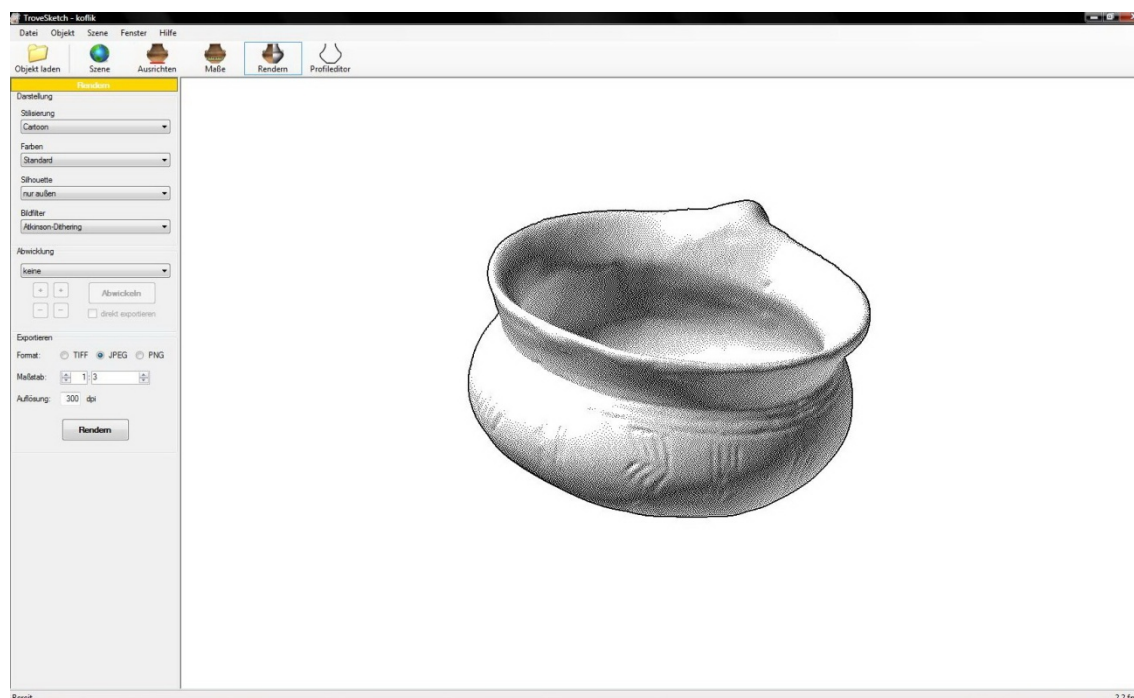 TroveSketch - koflik
Datei Objekt Szene Fenster Hilfe
Objekt laden Szene Ausrichten Maße Rendern Profileditor
Rendern
Darstellung
Stilisierung
Cartoon
Farben
Standard
Silhouette
nur außen
Bildfilter
Atkinson-Dithering
Abwicklung
keine
+ +
Abwickeln
- -
direkt exportieren
Exportieren
Format: TIFF JPEG PNG
Maßstab: 1:3
Auflösung: 300 dpi
Rendern
Bereit